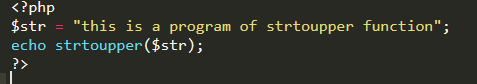 <?php
$str = "this is a program of strtoupper function";
echo strtoupper($str);
?>